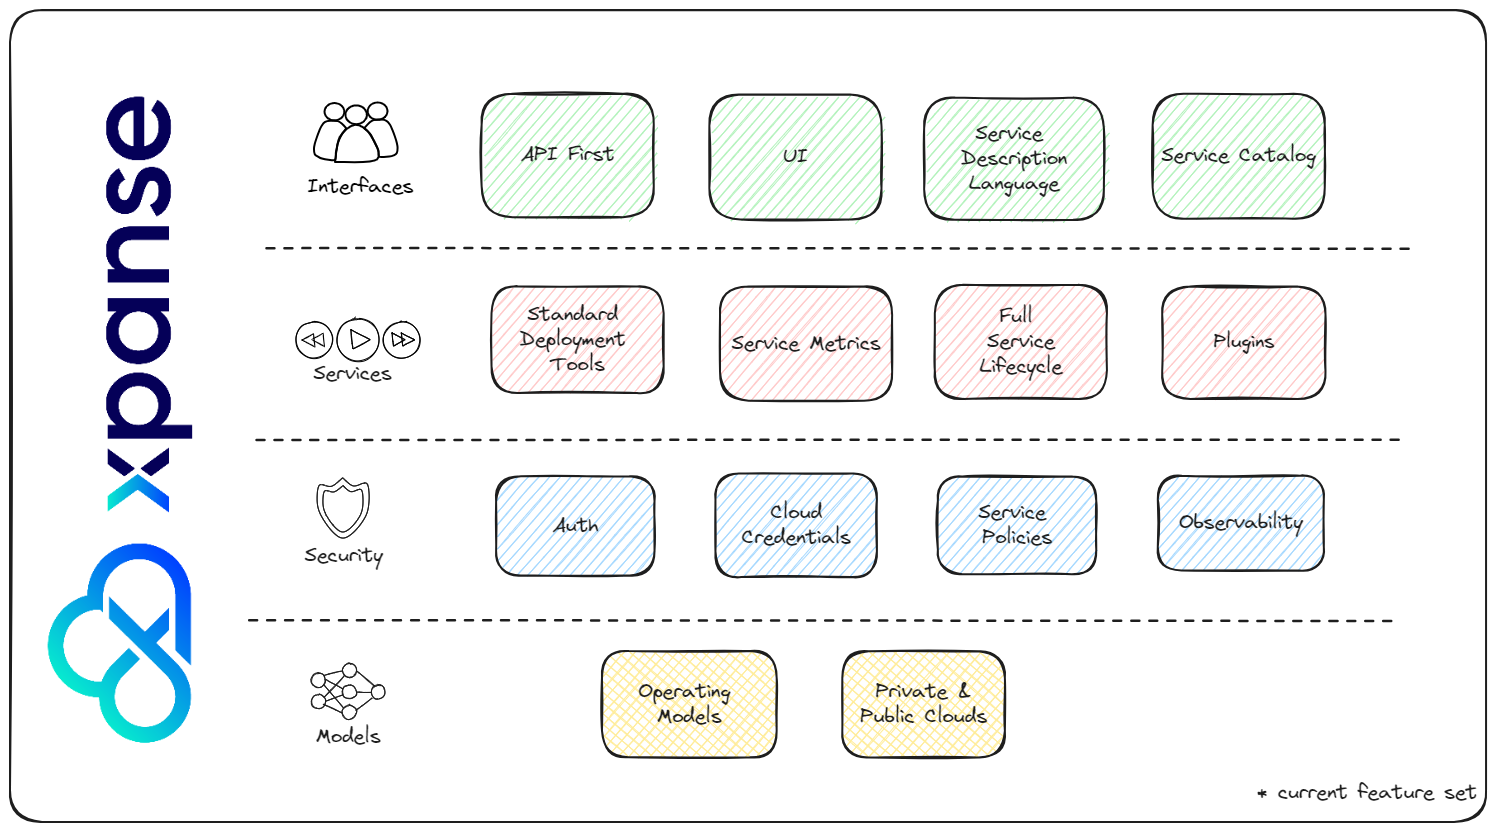 xpanse
Interfaces
API First
UI
Service
Description
Language
Service Catalog
Services
Standard
Deployment
Tools
Service Metrics
Full
Service
Lifecycle
Plugins
Security
Auth
Cloud
Credentials
Service
Policies
Observability
Models
Operating
Models
Private &
Public Clouds
* current feature set